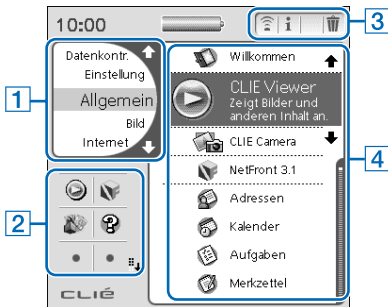 10:00
i
3
Datenkontr.
Einstellung
1
Allgemein
Bild
Internet
Willkommen
CLIE Viewer
Zeigt Bilder und
anderen Inhalt an.
CLIE Camera
4
NetFront 3.1
2
?
Adressen
Kalender
Aufgaben
Merkzettel
CLIÉ